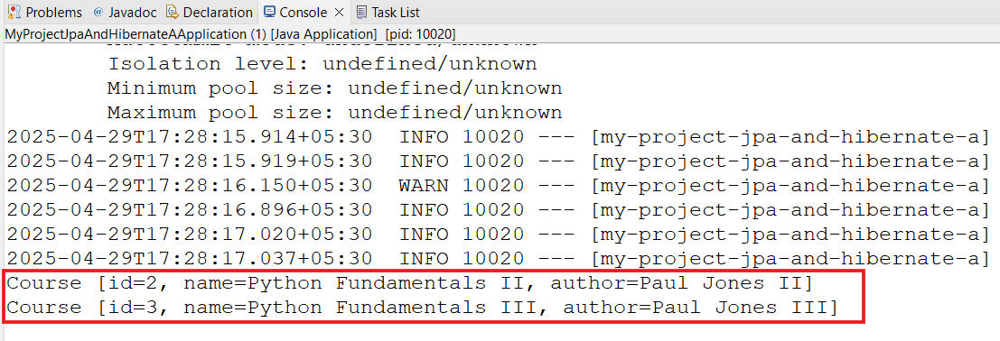 Problems @ Javadoc Declaration Console × Task List
MyProjectJpaAndHibernateAApplication (1) [Java Application] [pid: 10020]
Isolation level: undefined/unknown
Minimum pool size: undefined/unknown
Maximum pool size: undefined/unknown
2025-04-29T17:28:15.914+05:30  INFO 10020 --- [my-project-jpa-and-hibernate-a]
2025-04-29T17:28:15.919+05:30  INFO 10020 --- [my-project-jpa-and-hibernate-a]
2025-04-29T17:28:16.150+05:30  WARN 10020 --- [my-project-jpa-and-hibernate-a]
2025-04-29T17:28:16.896+05:30  INFO 10020 --- [my-project-jpa-and-hibernate-a]
2025-04-29T17:28:17.020+05:30  INFO 10020 --- [my-project-jpa-and-hibernate-a]
2025-04-29T17:28:17.037+05:30  INFO 10020 --- [my-project-jpa-and-hibernate-a]
Course [id=2, name=Python Fundamentals II, author=Paul Jones II]
Course [id=3, name=Python Fundamentals III, author=Paul Jones III]